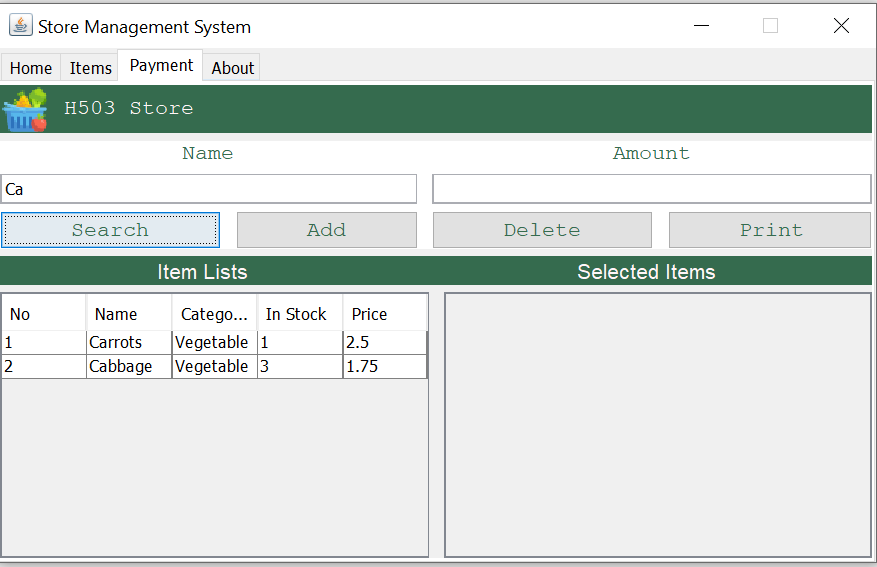 Store Management System
Home Items Payment About
H503 Store
Name Amount
Ca
Search Add Delete Print
Item Lists Selected Items
No Name Catego... In Stock Price
1 Carrots Vegetable 1 2.5
2 Cabbage Vegetable 3 1.75